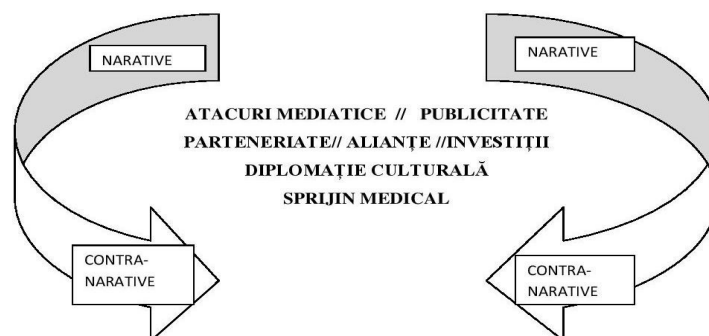 NARATIVE
NARATIVE
ATACURI MEDIATICE // PUBLICITATE
PARTENERIATE// ALIANȚE //INVESTIȚII
DIPLOMAȚIE CULTURALĂ
SPRIJIN MEDICAL
CONTRA-
NARATIVE
CONTRA-
NARATIVE